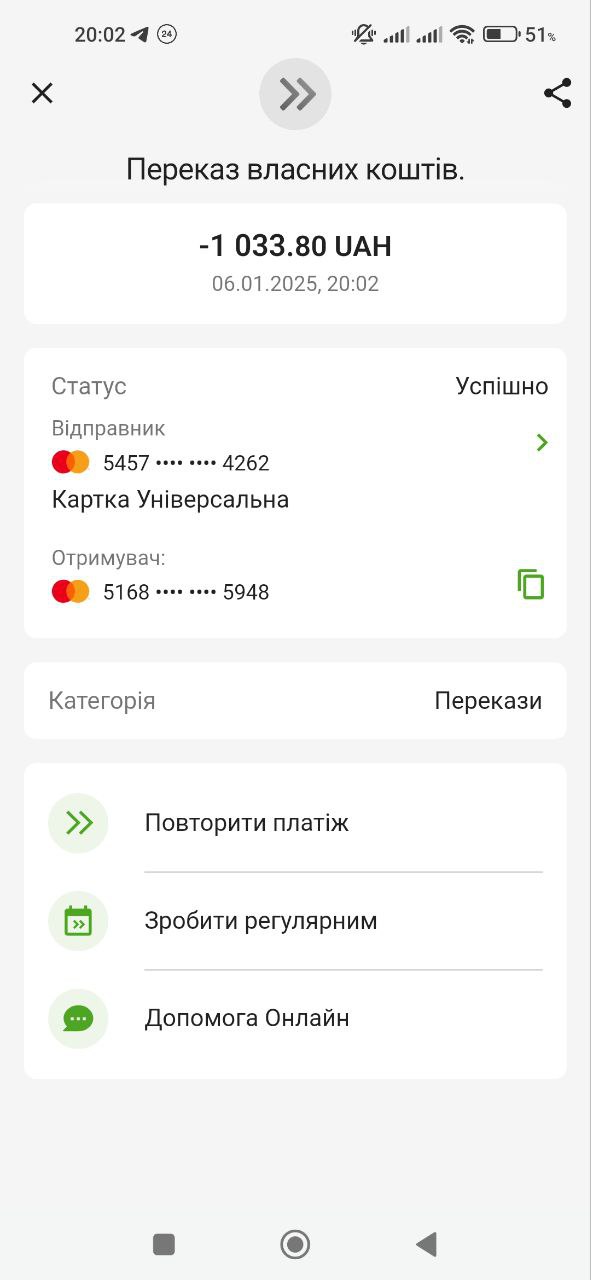 20:02 24 51%
Переказ власних коштів.
-1 033.80 UAH
06.01.2025, 20:02
Статус Успішно
Відправник
5457 •••• •••• 4262
Картка Універсальна
Отримувач:
5168 •••• •••• 5948
Категорія Перекази
Повторити платіж
Зробити регулярним
Допомога Онлайн